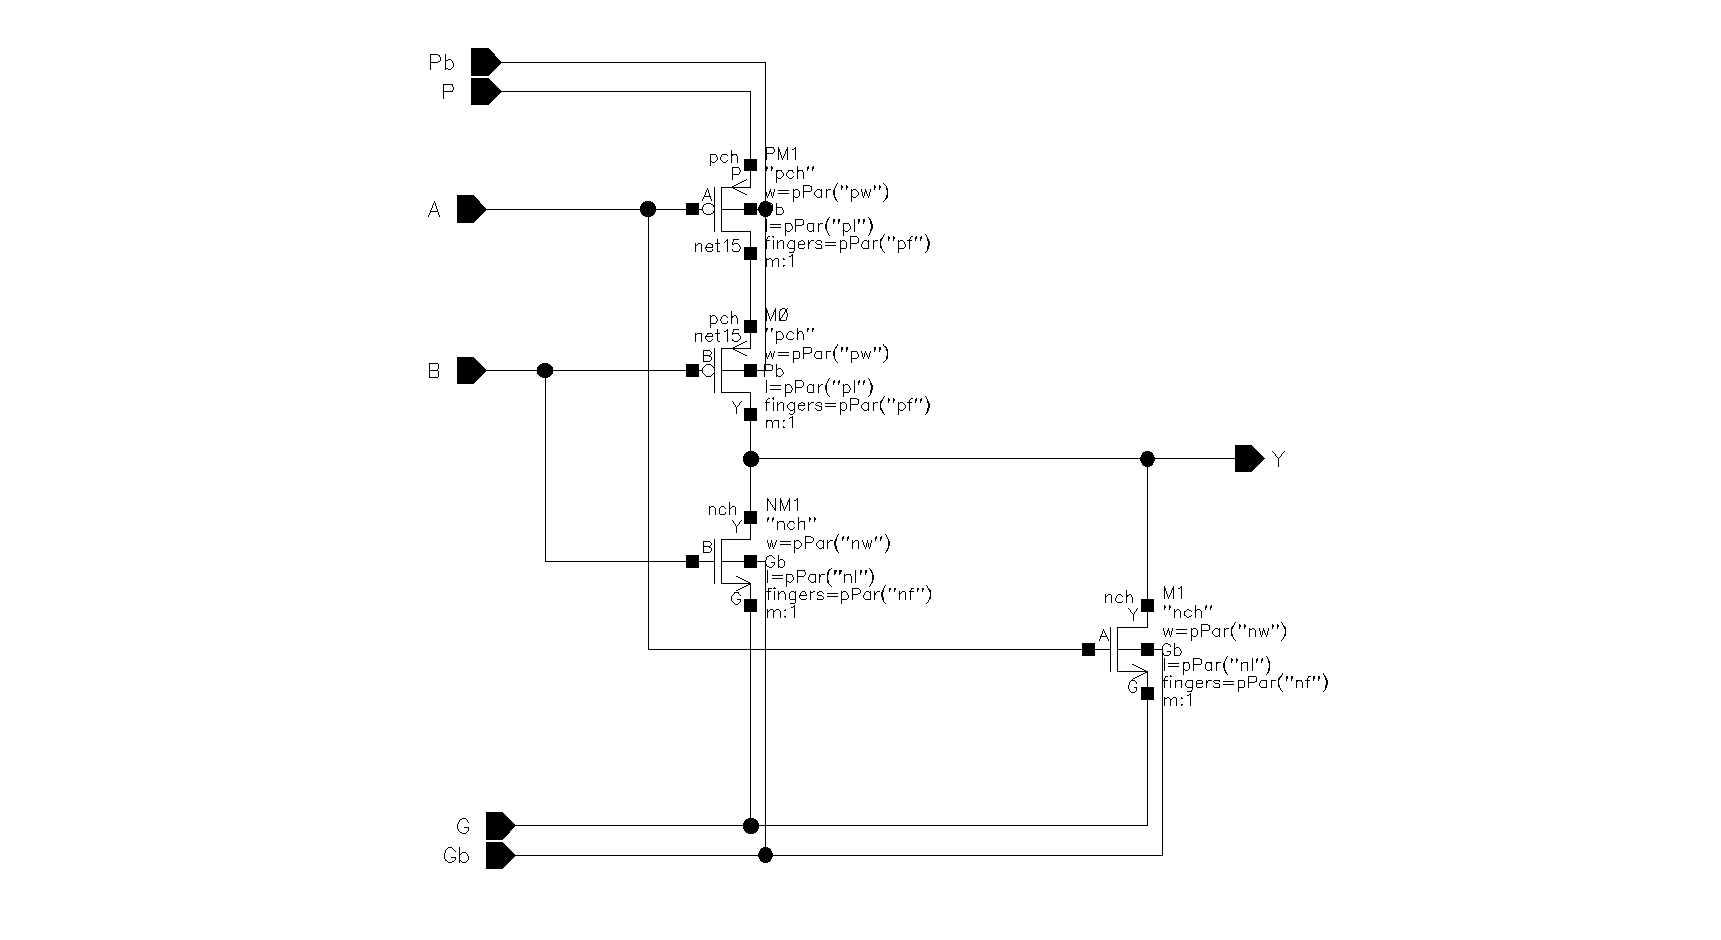 Pb
P
pch
PM1
P
"pch"
A
w=pPar("pw")
A
Pb
l=pPar("pl")
net15
fingers=pPar("pf")
m:1
pch
MØ
net15
"pch"
B
w=pPar("pw")
B
Pb
l=pPar("pl")
Y
fingers=pPar("pf")
m:1
Y
nch
NM1
Y
"nch"
B
w=pPar("nw")
Gb
l=pPar("nl")
G
fingers=pPar("nf")
m:1
nch
M1
Y
"nch"
A
w=pPar("nw")
Gb
l=pPar("nl")
G
fingers=pPar("nf")
m:1
G
Gb